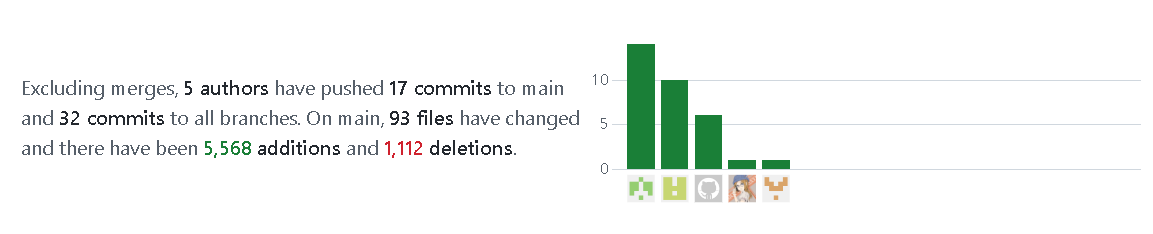 Excluding merges, 5 authors have pushed 17 commits to main
and 32 commits to all branches. On main, 93 files have changed
and there have been 5,568 additions and 1,112 deletions.
10
5
0